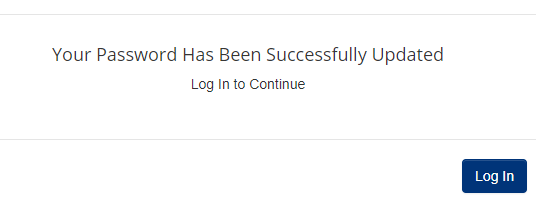 Your Password Has Been Successfully Updated
Log In to Continue
Log In